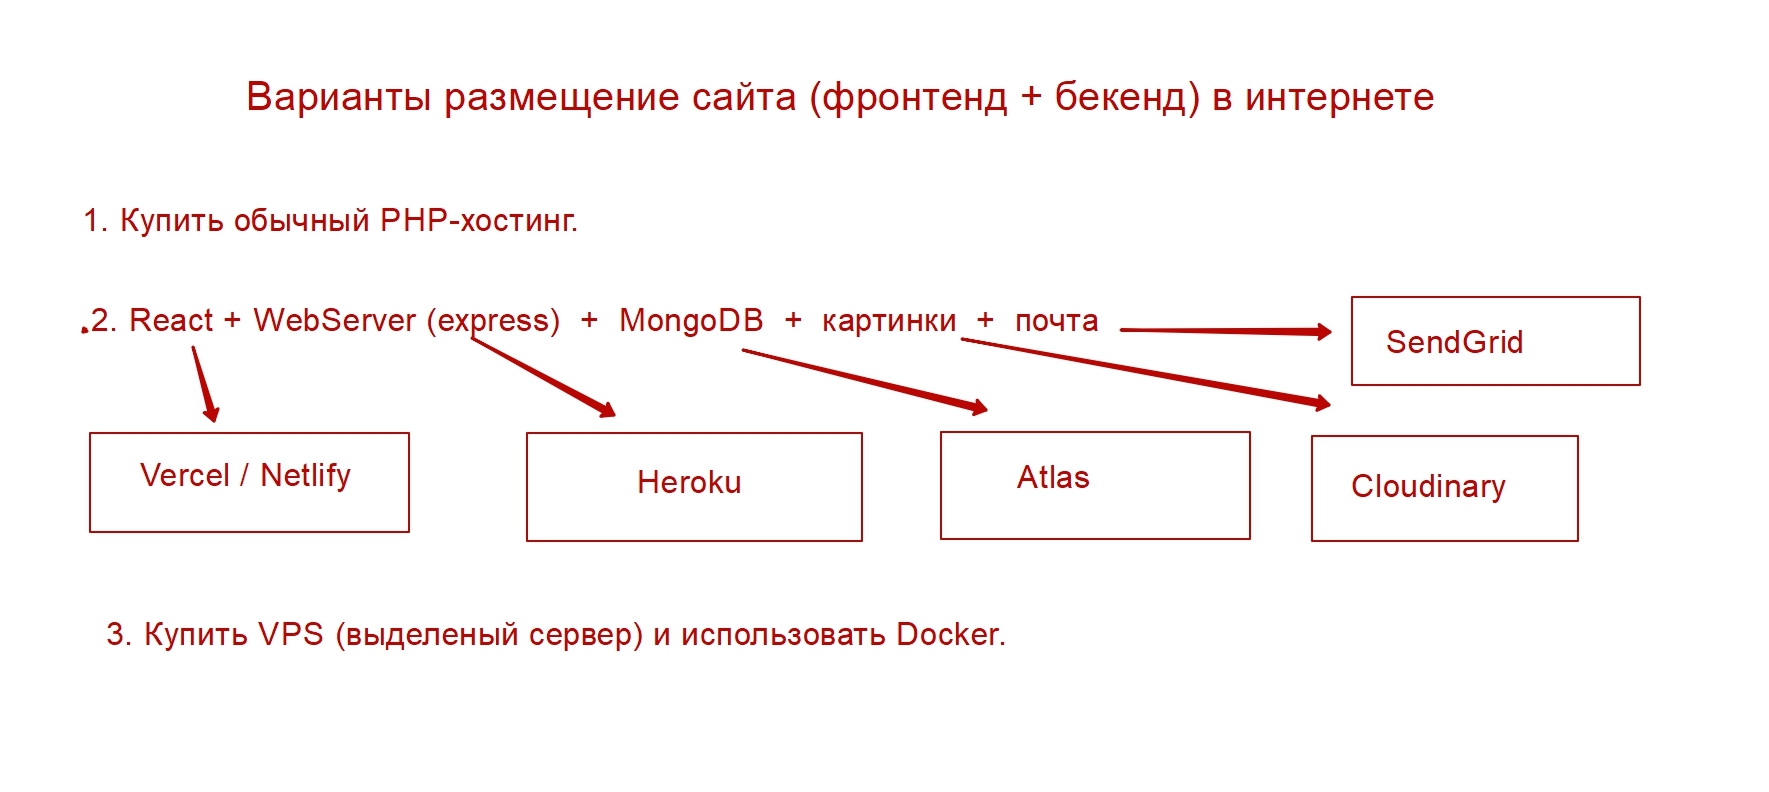 Варианты размещение сайта (фронтенд + бекенд) в интернете
1. Купить обычный PHP-хостинг.
2. React + WebServer (express) + MongoDB + картинки + почта
SendGrid
Vercel / Netlify
Heroku
Atlas
Cloudinary
3. Купить VPS (выделеный сервер) и использовать Docker.